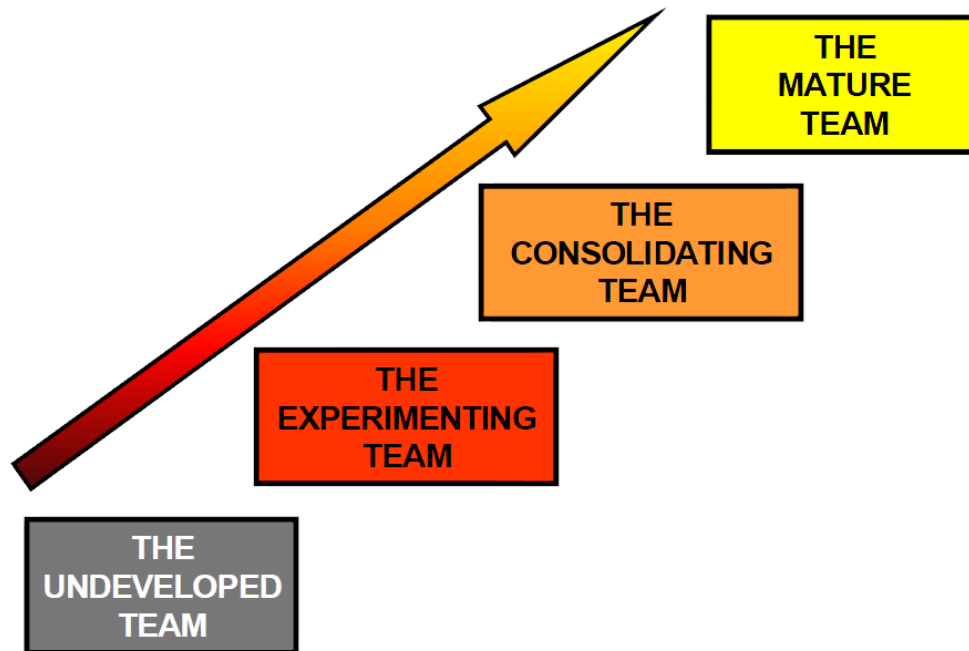 THE
MATURE
TEAM
THE
CONSOLIDATING
TEAM
THE
EXPERIMENTING
TEAM
THE
UNDEVELOPED
TEAM